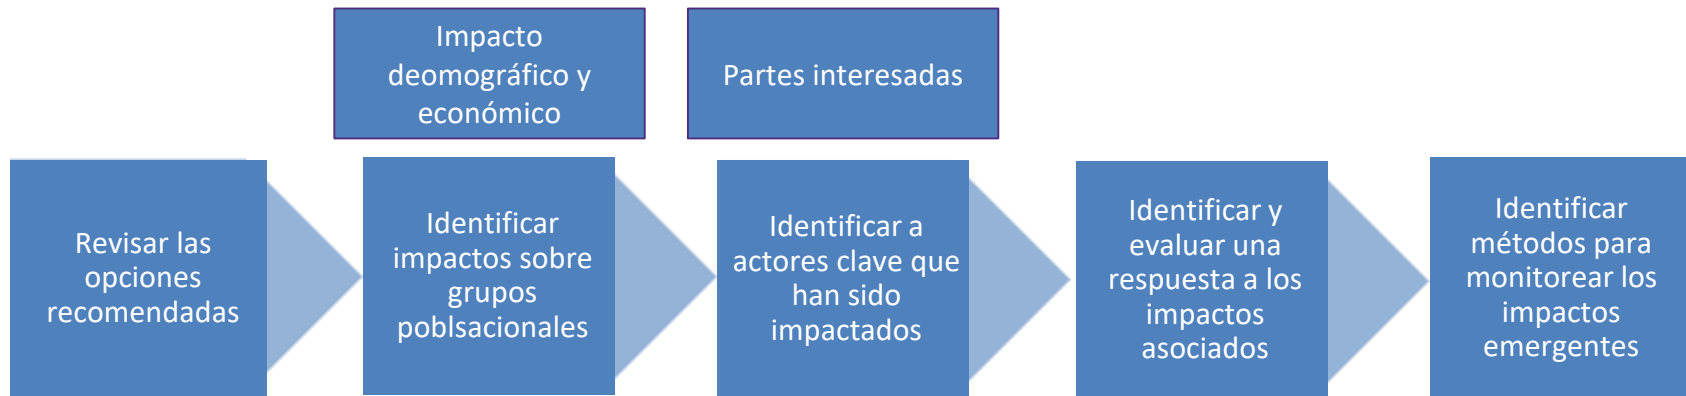 Impacto
deomográfico y
económico
Partes interesadas
Revisar las
opciones
recomendadas
Identificar
impactos sobre
grupos
poblsacionales
Identificar a
actores clave que
han sido
impactados
Identificar y
evaluar una
respuesta a los
impactos
asociados
Identificar
métodos para
monitorear los
impactos
emergentes